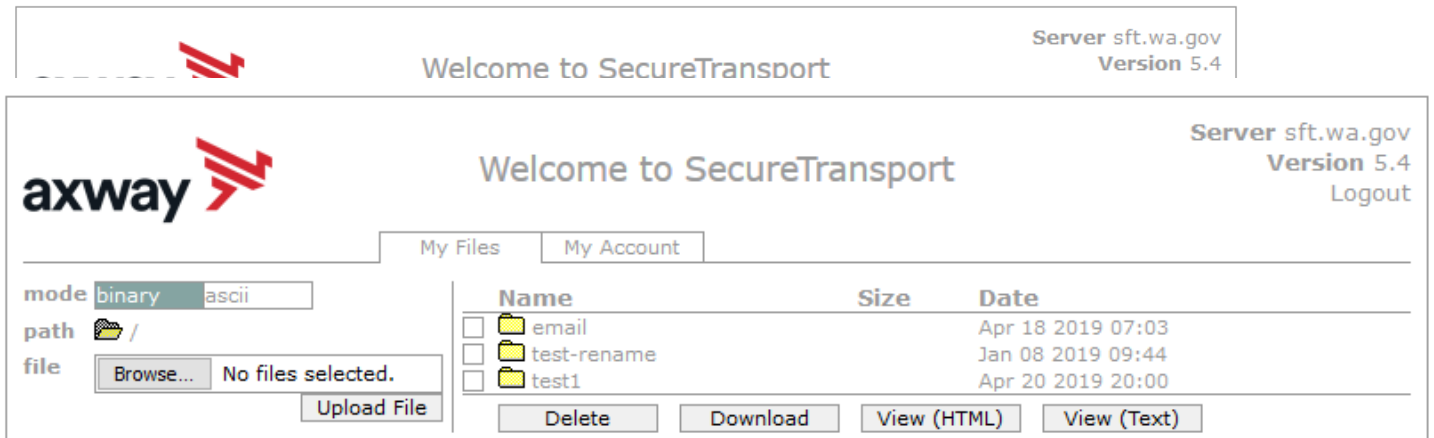 Server sft.wa.gov
Welcome to SecureTransport
Version 5.4
Server sft.wa.gov
axway
Welcome to SecureTransport
Version 5.4
Logout
My Files My Account
mode binary ascii
path /
file Browse... No files selected.
Upload File
Name Size Date
email Apr 18 2019 07:03
test-rename Jan 08 2019 09:44
test1 Apr 20 2019 20:00
Delete Download View (HTML) View (Text)